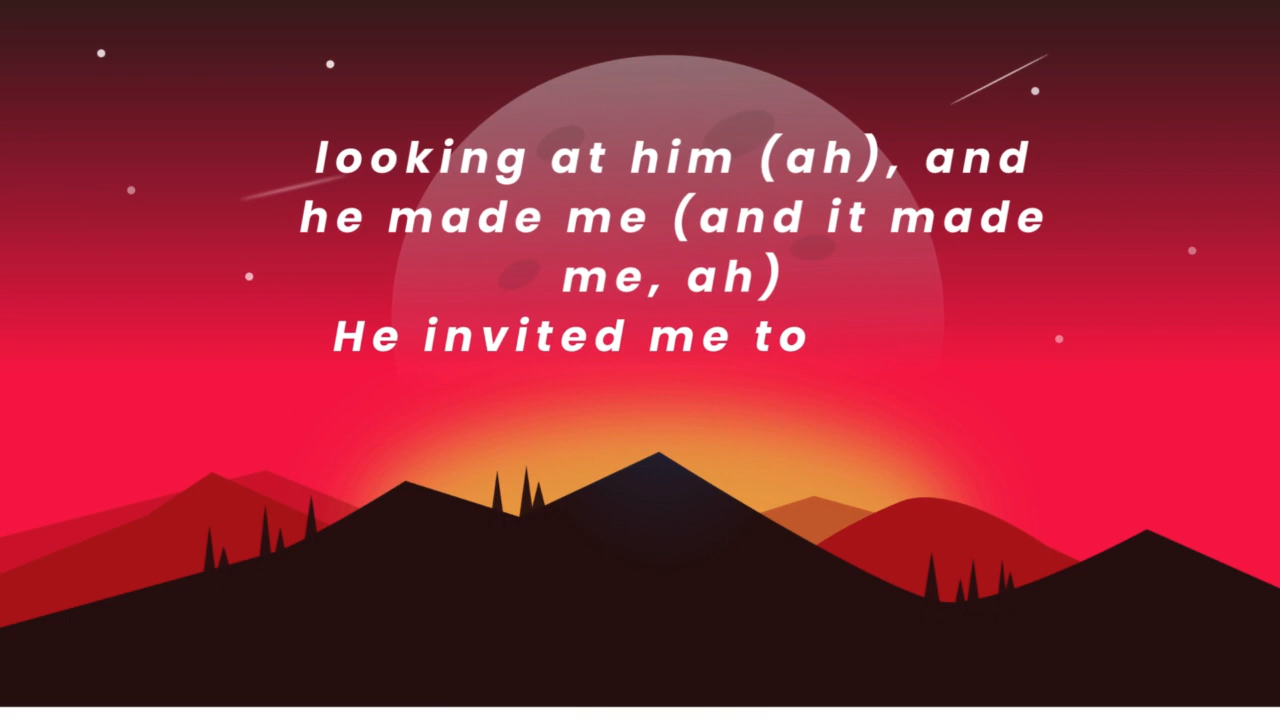 looking at him (ah), and
he made me (and it made
me, ah)
He invited me to